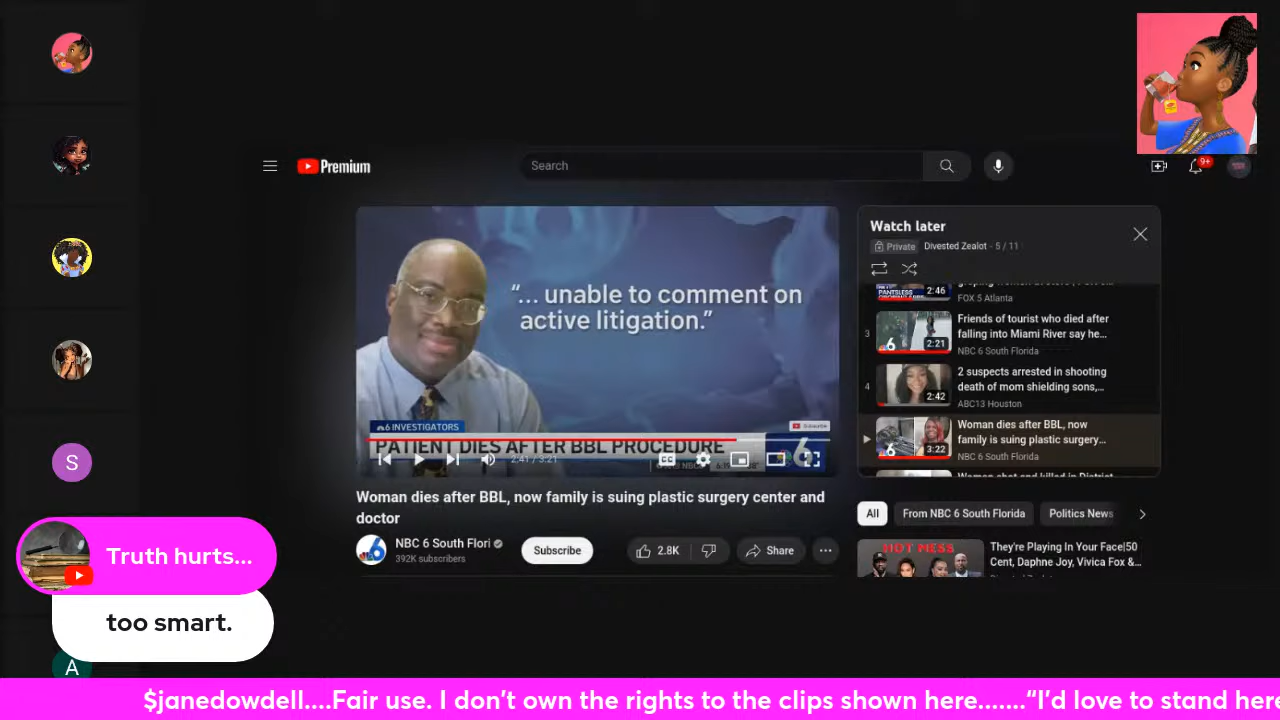 Premium
Search
9+
"... unable to comment on
active litigation."
6 INVESTIGATORS
Subscribe
PATIENT DIES AFTER BBL PROCEDURE
6
2:41 / 3:21
CC
Woman dies after BBL, now family is suing plastic surgery center and
doctor
NBC 6 South Flori
392K subscribers
Subscribe
2.8K
Share
Watch later
Private
Divested Zealot - 5 / 11
2:46
FOX 5 Atlanta
3
6
2:21
Friends of tourist who died after
falling into Miami River say he...
NBC 6 South Florida
4
2:42
2 suspects arrested in shooting
death of mom shielding sons,...
ABC13 Houston
6
3:22
Woman dies after BBL, now
family is suing plastic surgery...
NBC 6 South Florida
All
From NBC 6 South Florida
Politics News
HOT MESS
They're Playing In Your Face|50
Cent, Daphne Joy, Vivica Fox &...
S
Truth hurts...
too smart.
A
$janedowdell....Fair use. I don't own the rights to the clips shown here.......“I'd love to stand here